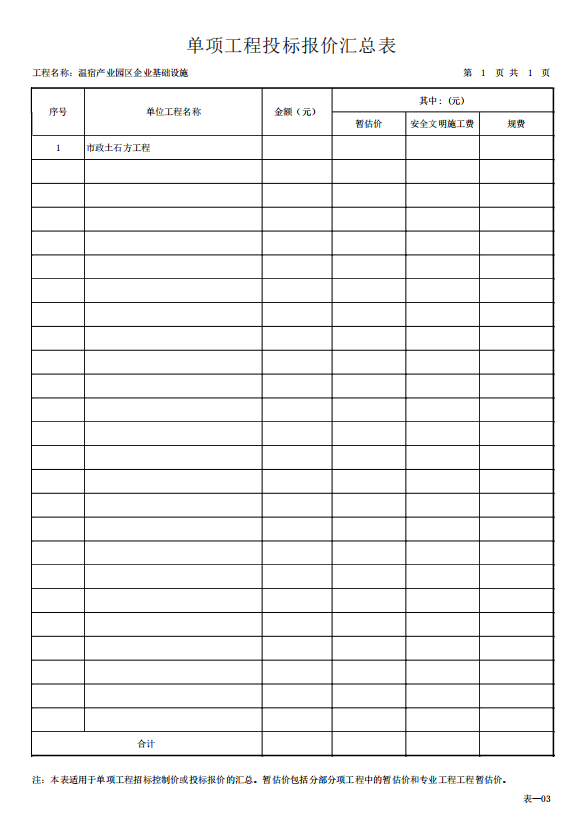 单项工程投标报价汇总表
工程名称：温宿产业园区企业基础设施 第 1 页 共 1 页
序号 单位工程名称 金额（元） 其中：（元）
暂估价 安全文明施工费 规费
1 市政土石方工程
合计
注：本表适用于单项工程招标控制价或投标报价的汇总。暂估价包括分部分项工程中的暂估价和专业工程工程暂估价。
表—03